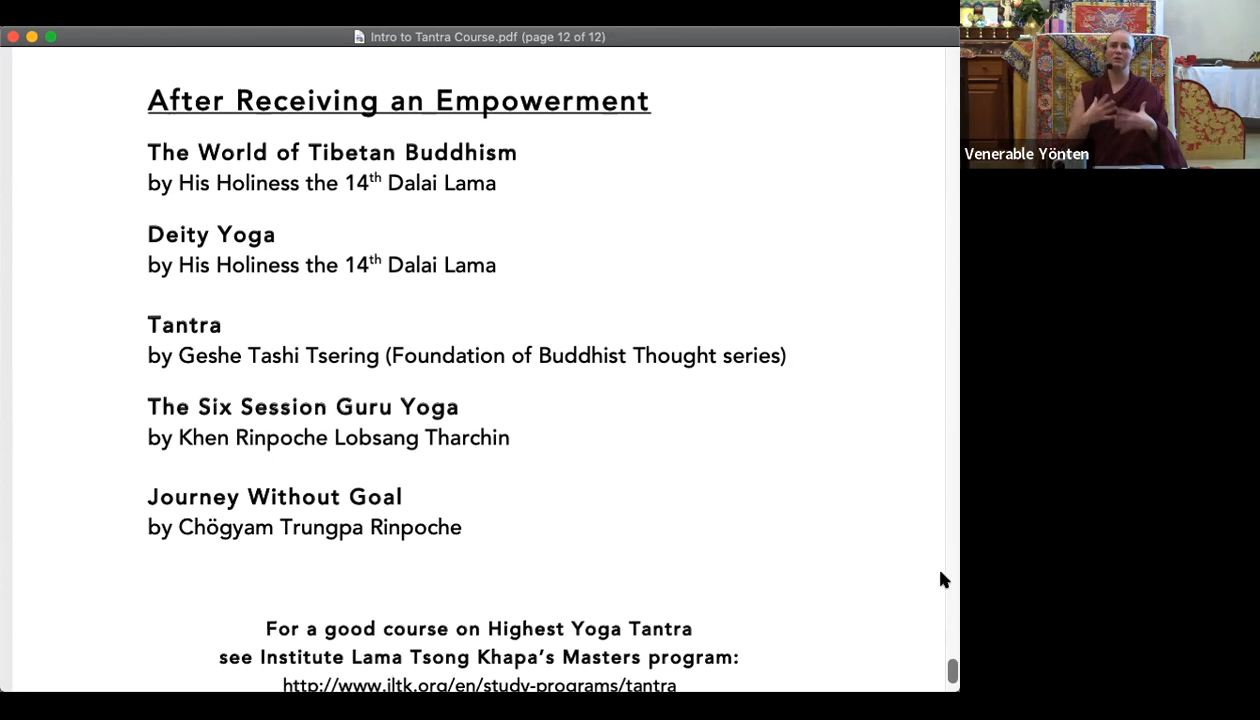 Intro to Tantra Course.pdf (page 12 of 12)
After Receiving an Empowerment
The World of Tibetan Buddhism
by His Holiness the 14th Dalai Lama
Deity Yoga
by His Holiness the 14th Dalai Lama
Tantra
by Geshe Tashi Tsering (Foundation of Buddhist Thought series)
The Six Session Guru Yoga
by Khen Rinpoche Lobsang Tharchin
Journey Without Goal
by Chögyam Trungpa Rinpoche
For a good course on Highest Yoga Tantra
see Institute Lama Tsong Khapa's Masters program:
http://www.iltk.org/en/study-programs/tantra
Venerable Yönten